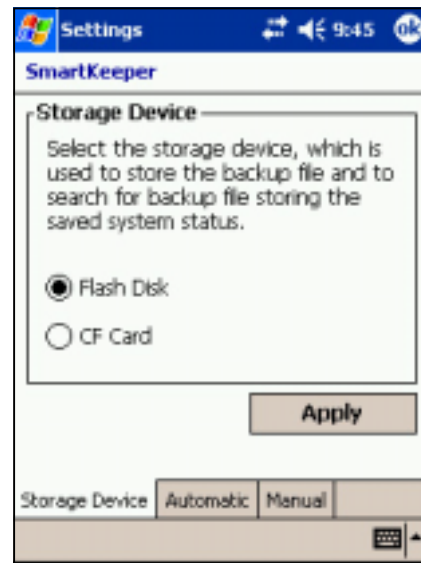 Settings 9:45 ok
SmartKeeper
Storage Device
Select the storage device, which is
used to store the backup file and to
search for backup file storing the
saved system status.
Flash Disk
CF Card
Apply
Storage Device Automatic Manual